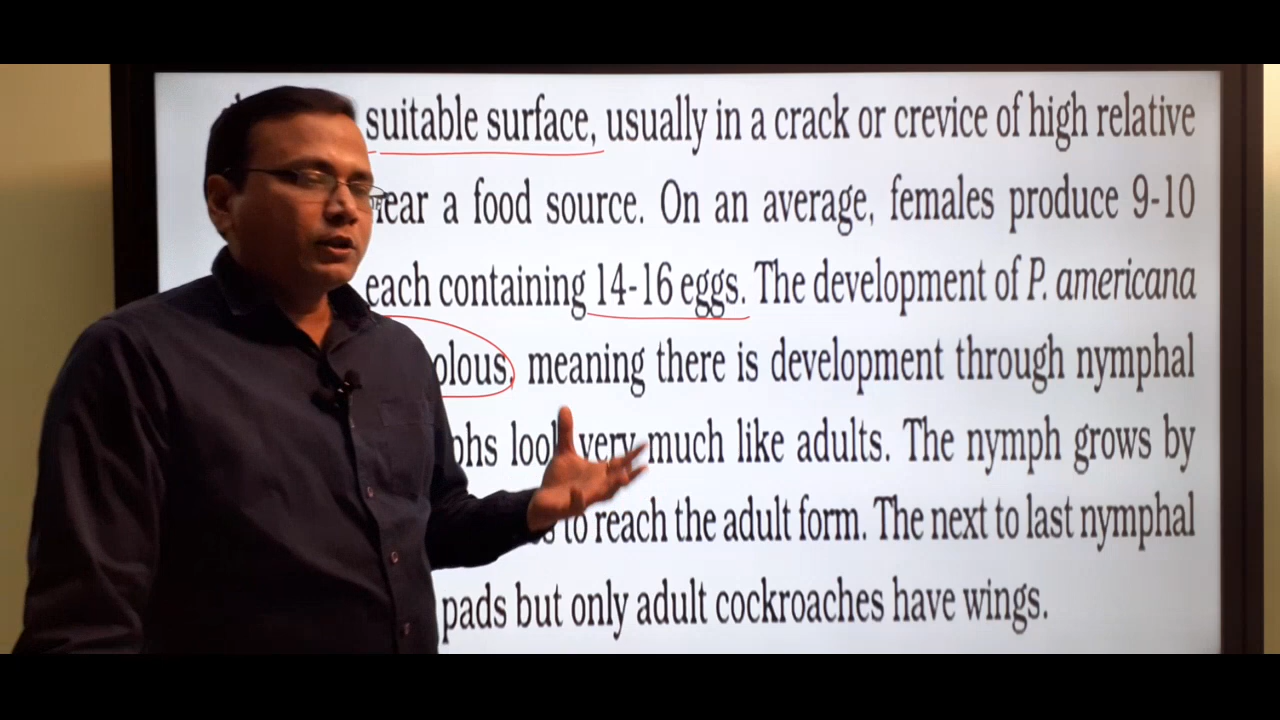 suitable surface, usually in a crack or crevice of high relative
near a food source. On an average, females produce 9-10
each containing 14-16 eggs. The development of P. americana
olous, meaning there is development through nymphal
phs look very much like adults. The nymph grows by
to reach the adult form. The next to last nymphal
pads but only adult cockroaches have wings.